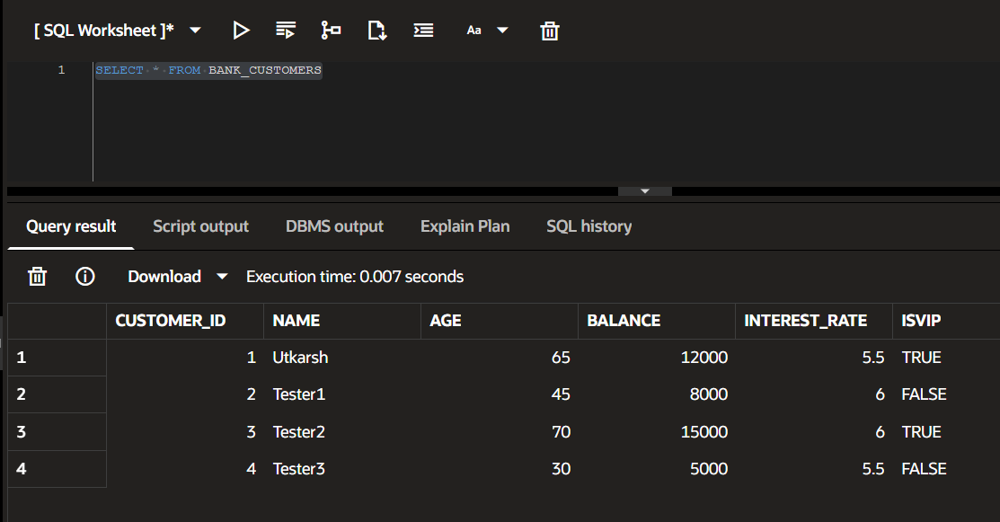 [ SQL Worksheet ]* Aa
1 SELECT * FROM BANK_CUSTOMERS
Query result Script output DBMS output Explain Plan SQL history
Download Execution time: 0.007 seconds
CUSTOMER_ID NAME AGE BALANCE INTEREST_RATE ISVIP
1 1 Utkarsh 65 12000 5.5 TRUE
2 2 Tester1 45 8000 6 FALSE
3 3 Tester2 70 15000 6 TRUE
4 4 Tester3 30 5000 5.5 FALSE